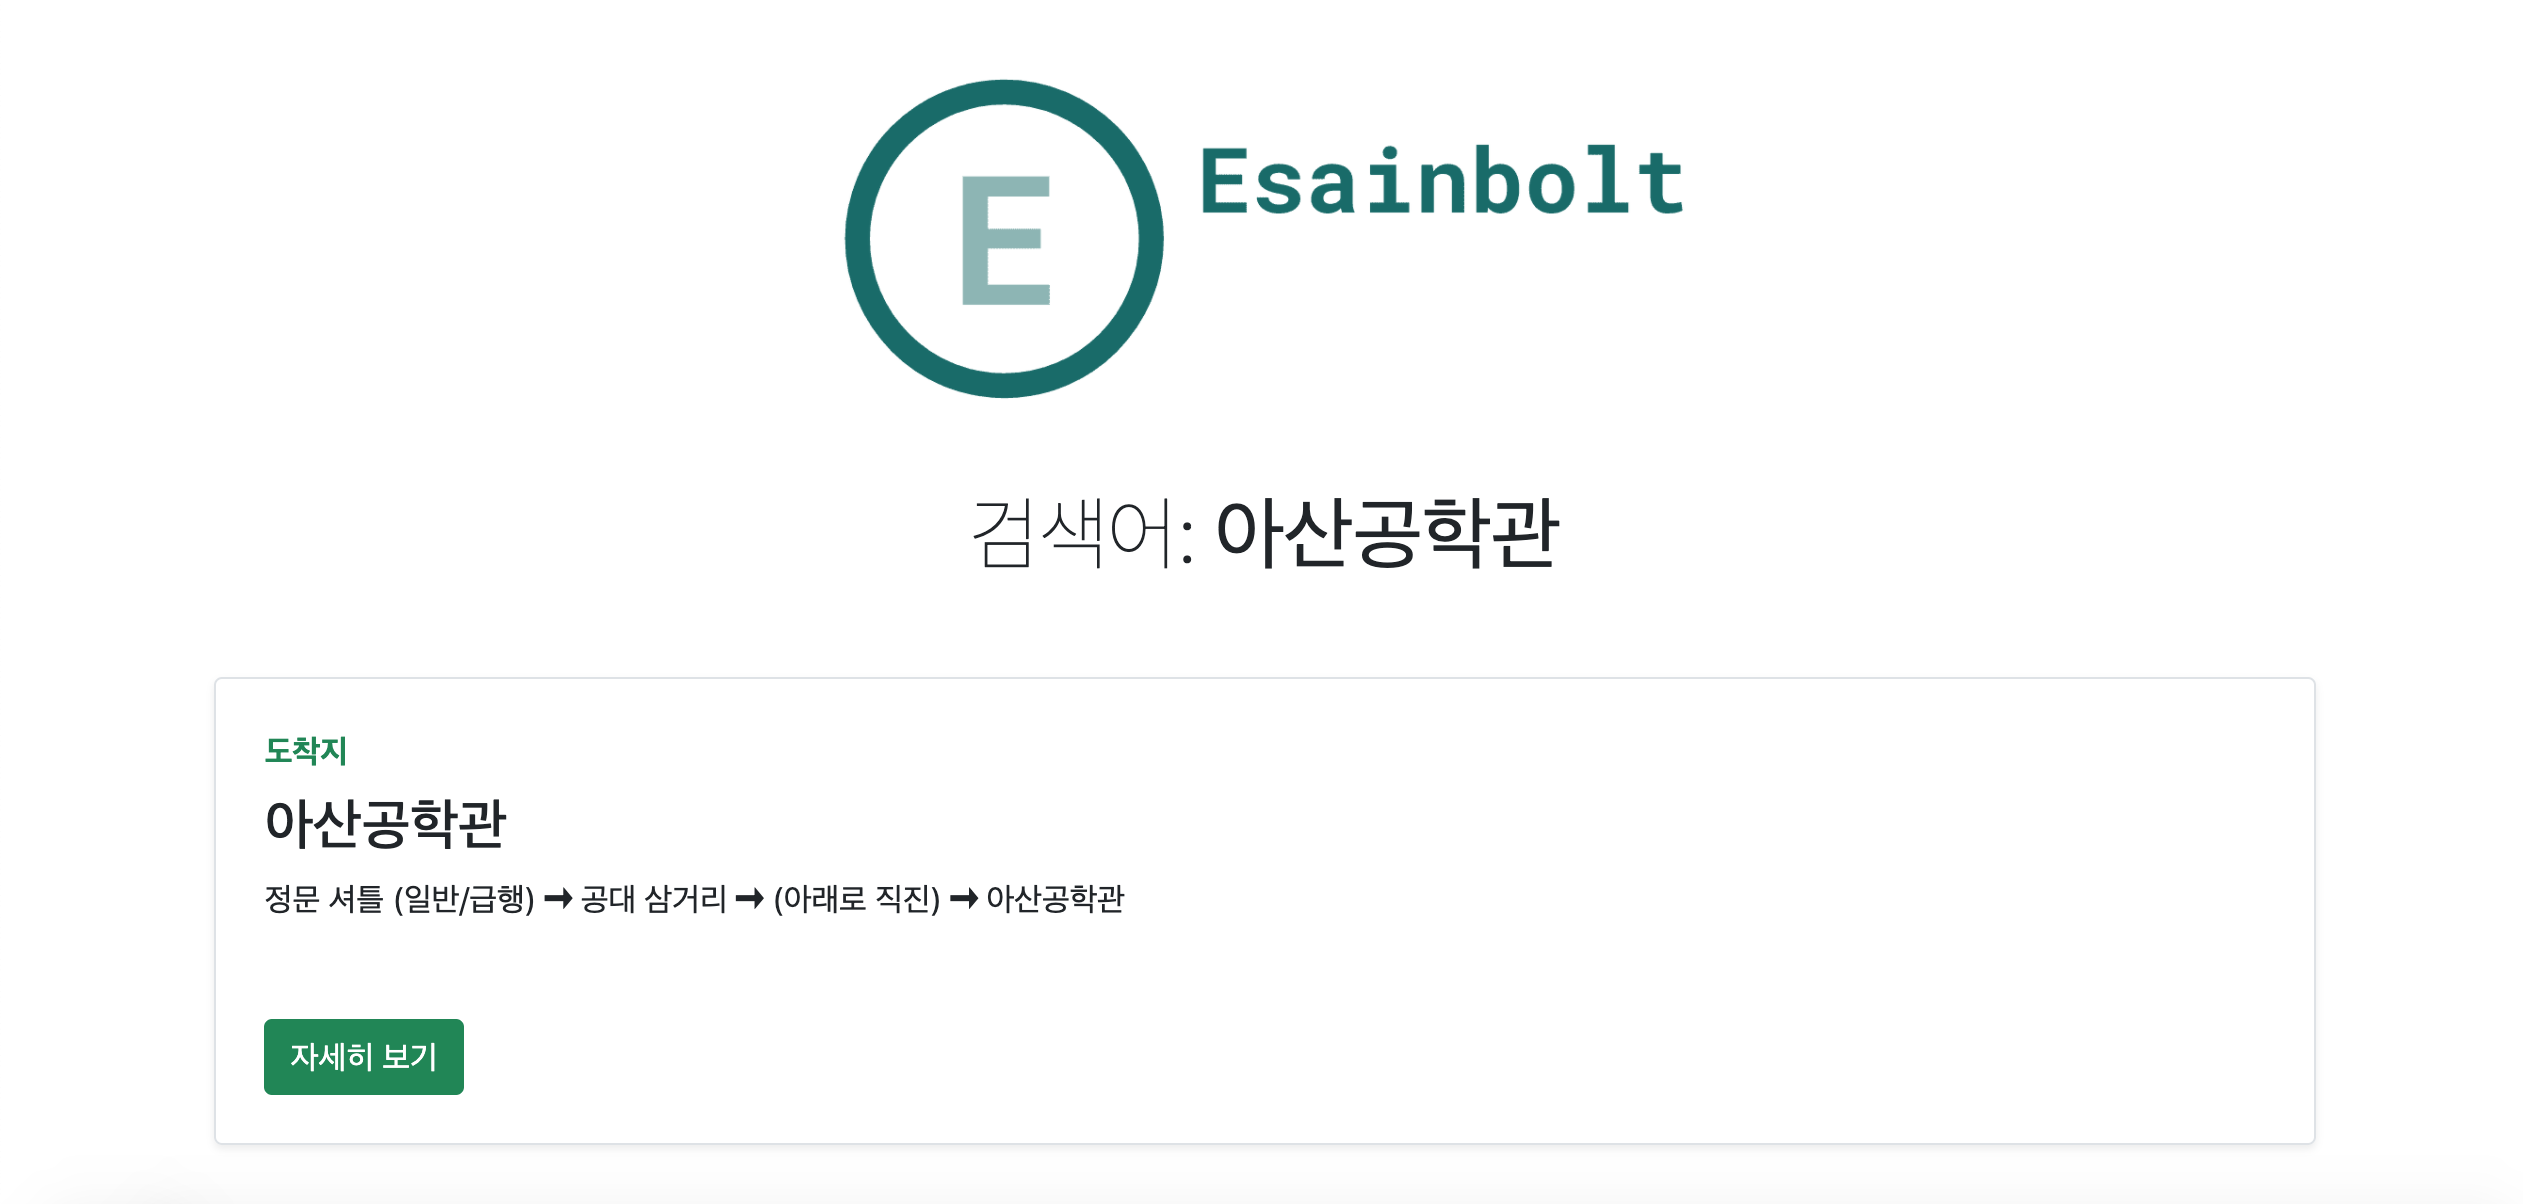 E
Esainbolt
검색어: 아산공학관
도착지
아산공학관
정문 셔틀 (일반/급행) ➞ 공대 삼거리 ➞ (아래로 직진) ➞ 아산공학관
자세히 보기